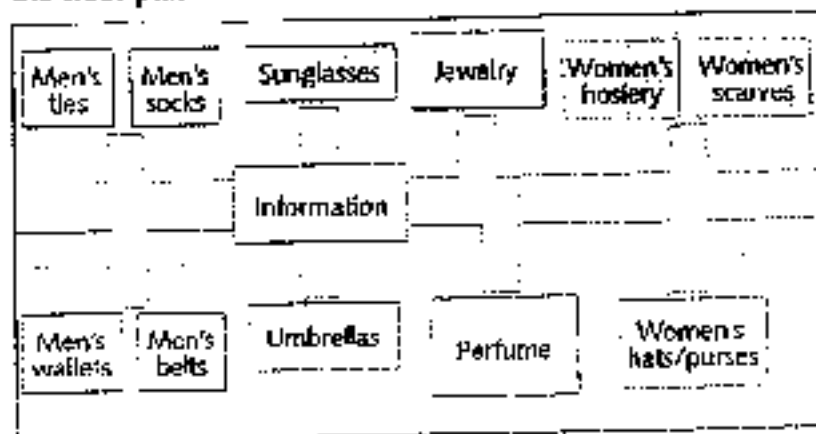 Men's
ties
Men's
socks
Sunglasses
Jewelry
Women's
hosiery
Women's
scarves
Information
Men's
wallets
Men's
belts
Umbrellas
Perfume
Women's
hats/purses